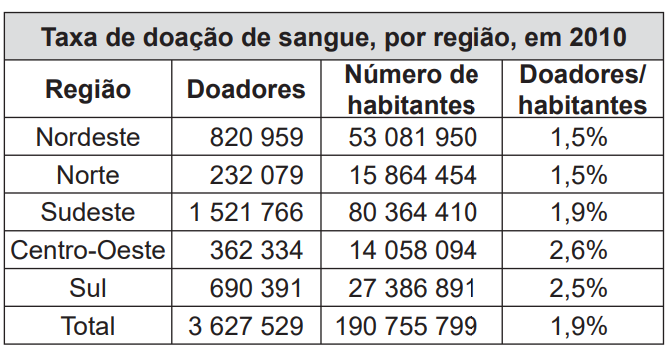 Taxa de doação de sangue, por região, em 2010
Região Doadores Número de habitantes Doadores/ habitantes
Nordeste 820 959 53 081 950 1,5%
Norte 232 079 15 864 454 1,5%
Sudeste 1 521 766 80 364 410 1,9%
Centro-Oeste 362 334 14 058 094 2,6%
Sul 690 391 27 386 891 2,5%
Total 3 627 529 190 755 799 1,9%